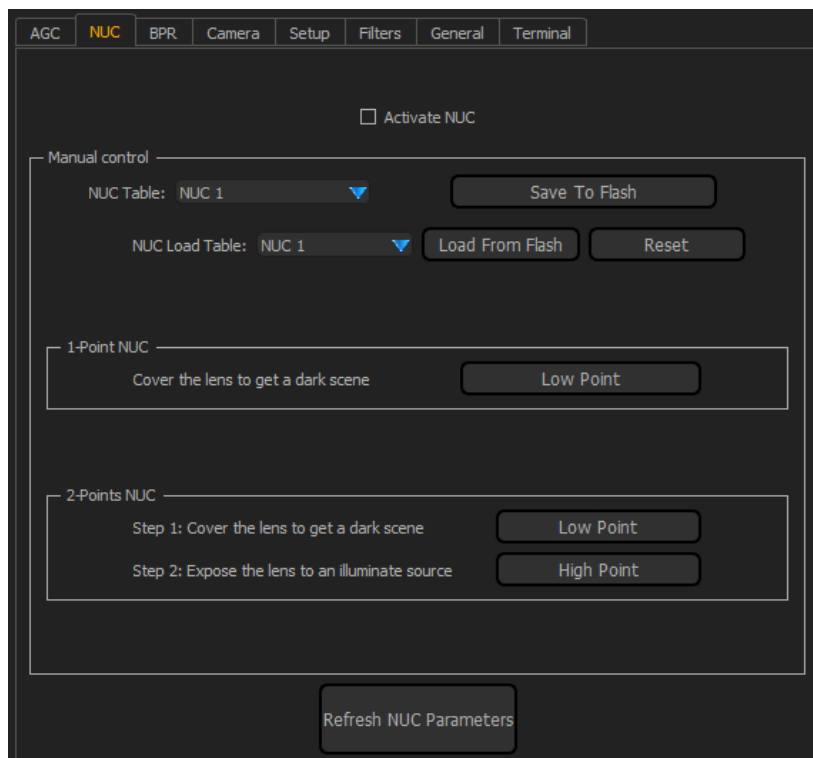 AGC NUC BPR Camera Setup Filters General Terminal
Activate NUC
Manual control
NUC Table: NUC 1 Save To Flash
NUC Load Table: NUC 1 Load From Flash Reset
1-Point NUC
Cover the lens to get a dark scene Low Point
2-Points NUC
Step 1: Cover the lens to get a dark scene Low Point
Step 2: Expose the lens to an illuminate source High Point
Refresh NUC Parameters